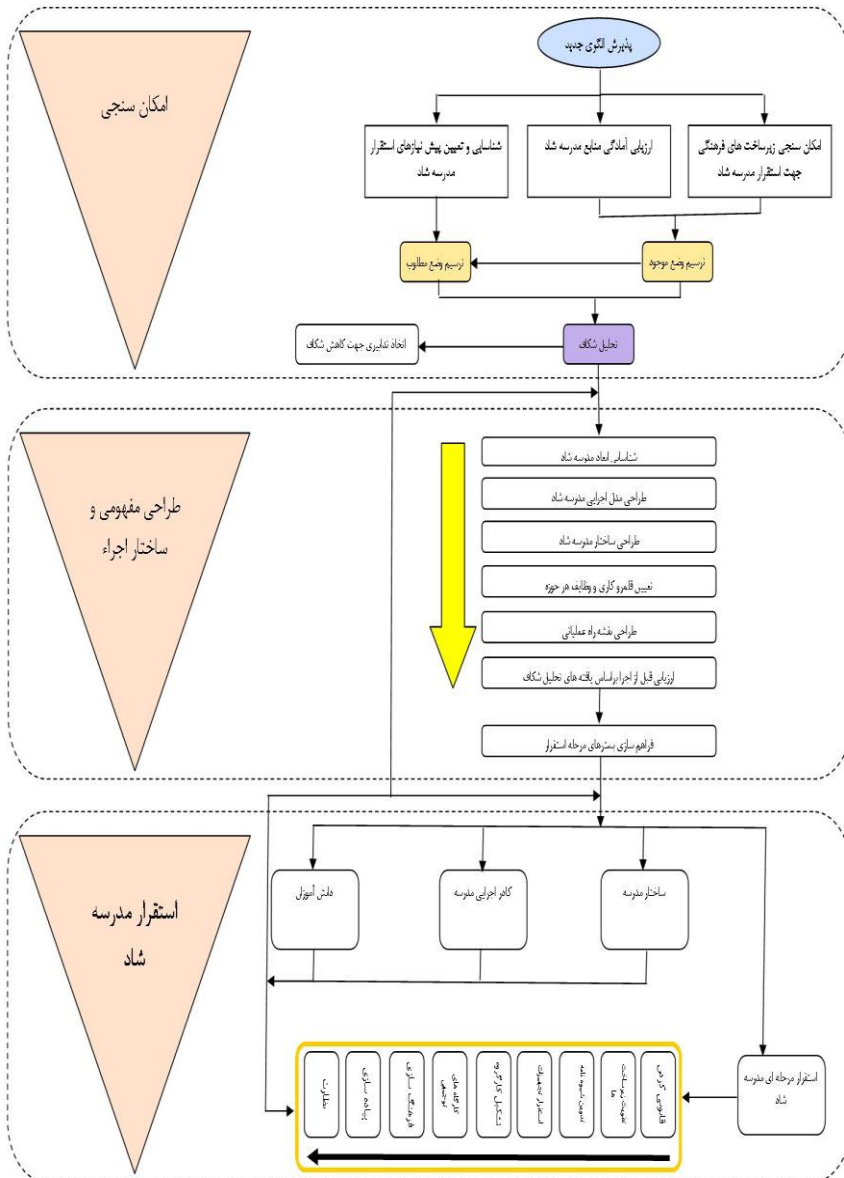 پذیرش الگوی جدید
امکان سنجی
امکان سنجی زیرساخت های فرهنگی
جهت استقرار مدرسه شاد
ارزیابی آمادگی منابع مدرسه شاد
شناسایی و تعیین پیش نیازهای استقرار
مدرسه شاد
ترسیم وضع موجود
ترسیم وضع مطلوب
تحلیل شکاف
اتخاذ تدابیری جهت کاهش شکاف
طراحی مفهومی و
ساختار اجراء
شناسایی ابعاد مدرسه شاد
طراحی مدل اجرایی مدرسه شاد
طراحی ساختار مدرسه شاد
تعیین قلمرو کاری و وظایف هر حوزه
طراحی نقشه راه عملیاتی
ارزیابی قبل از اجرا براساس یافته های تحلیل شکاف
فراهم سازی بسترهای مرحله استقرار
استقرار مدرسه
شاد
ساختار مدرسه
کادر اجرایی مدرسه
دانش آموزان
استقرار مرحله ای مدرسه
شاد
قانونی کردن
تقویت زیرساخت
ها
تدوین شیوه نامه
استقرار تجهیزات
تشکیل کارگروه
کارگاه های
توجیهی
فرهنگ سازی
پیاده سازی
نظارت